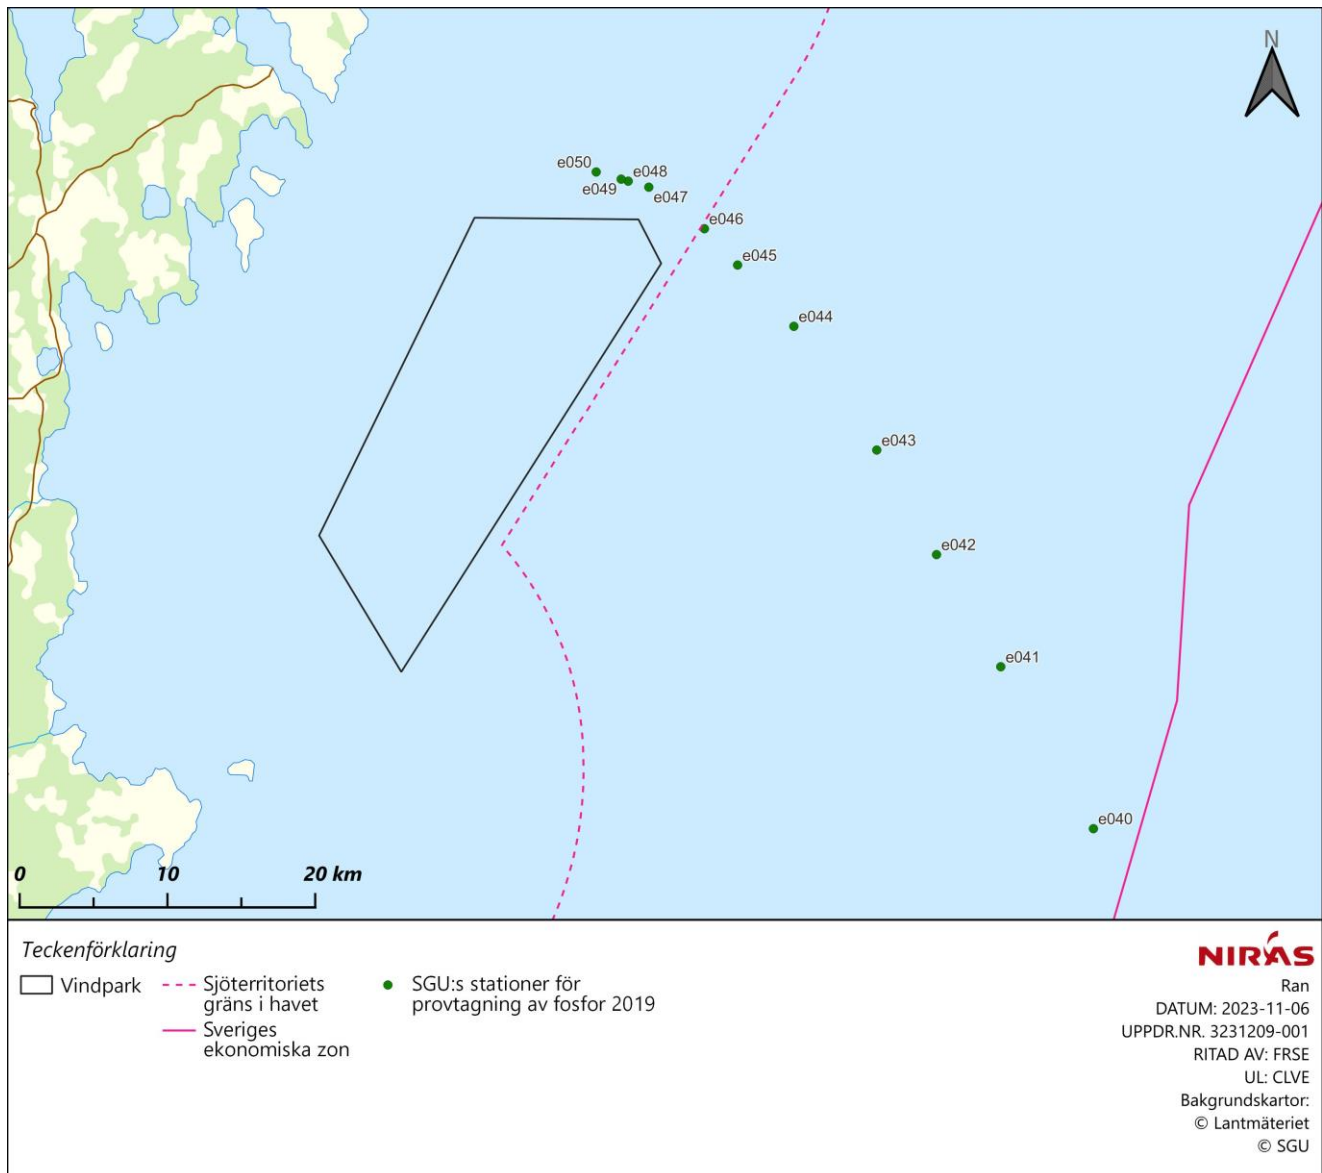 N
e050
e049
e048
e047
e046
e045
e044
e043
e042
e041
e040
0 10 20 km
Teckenförklaring
Vindpark
Sjöterritoriets
gräns i havet
Sveriges
ekonomiska zon
SGU:s stationer för
provtagning av fosfor 2019
NIRAS
Ran
DATUM: 2023-11-06
UPPDR.NR. 3231209-001
RITAD AV: FRSE
UL: CLVE
Bakgrundskartor:
© Lantmäteriet
© SGU